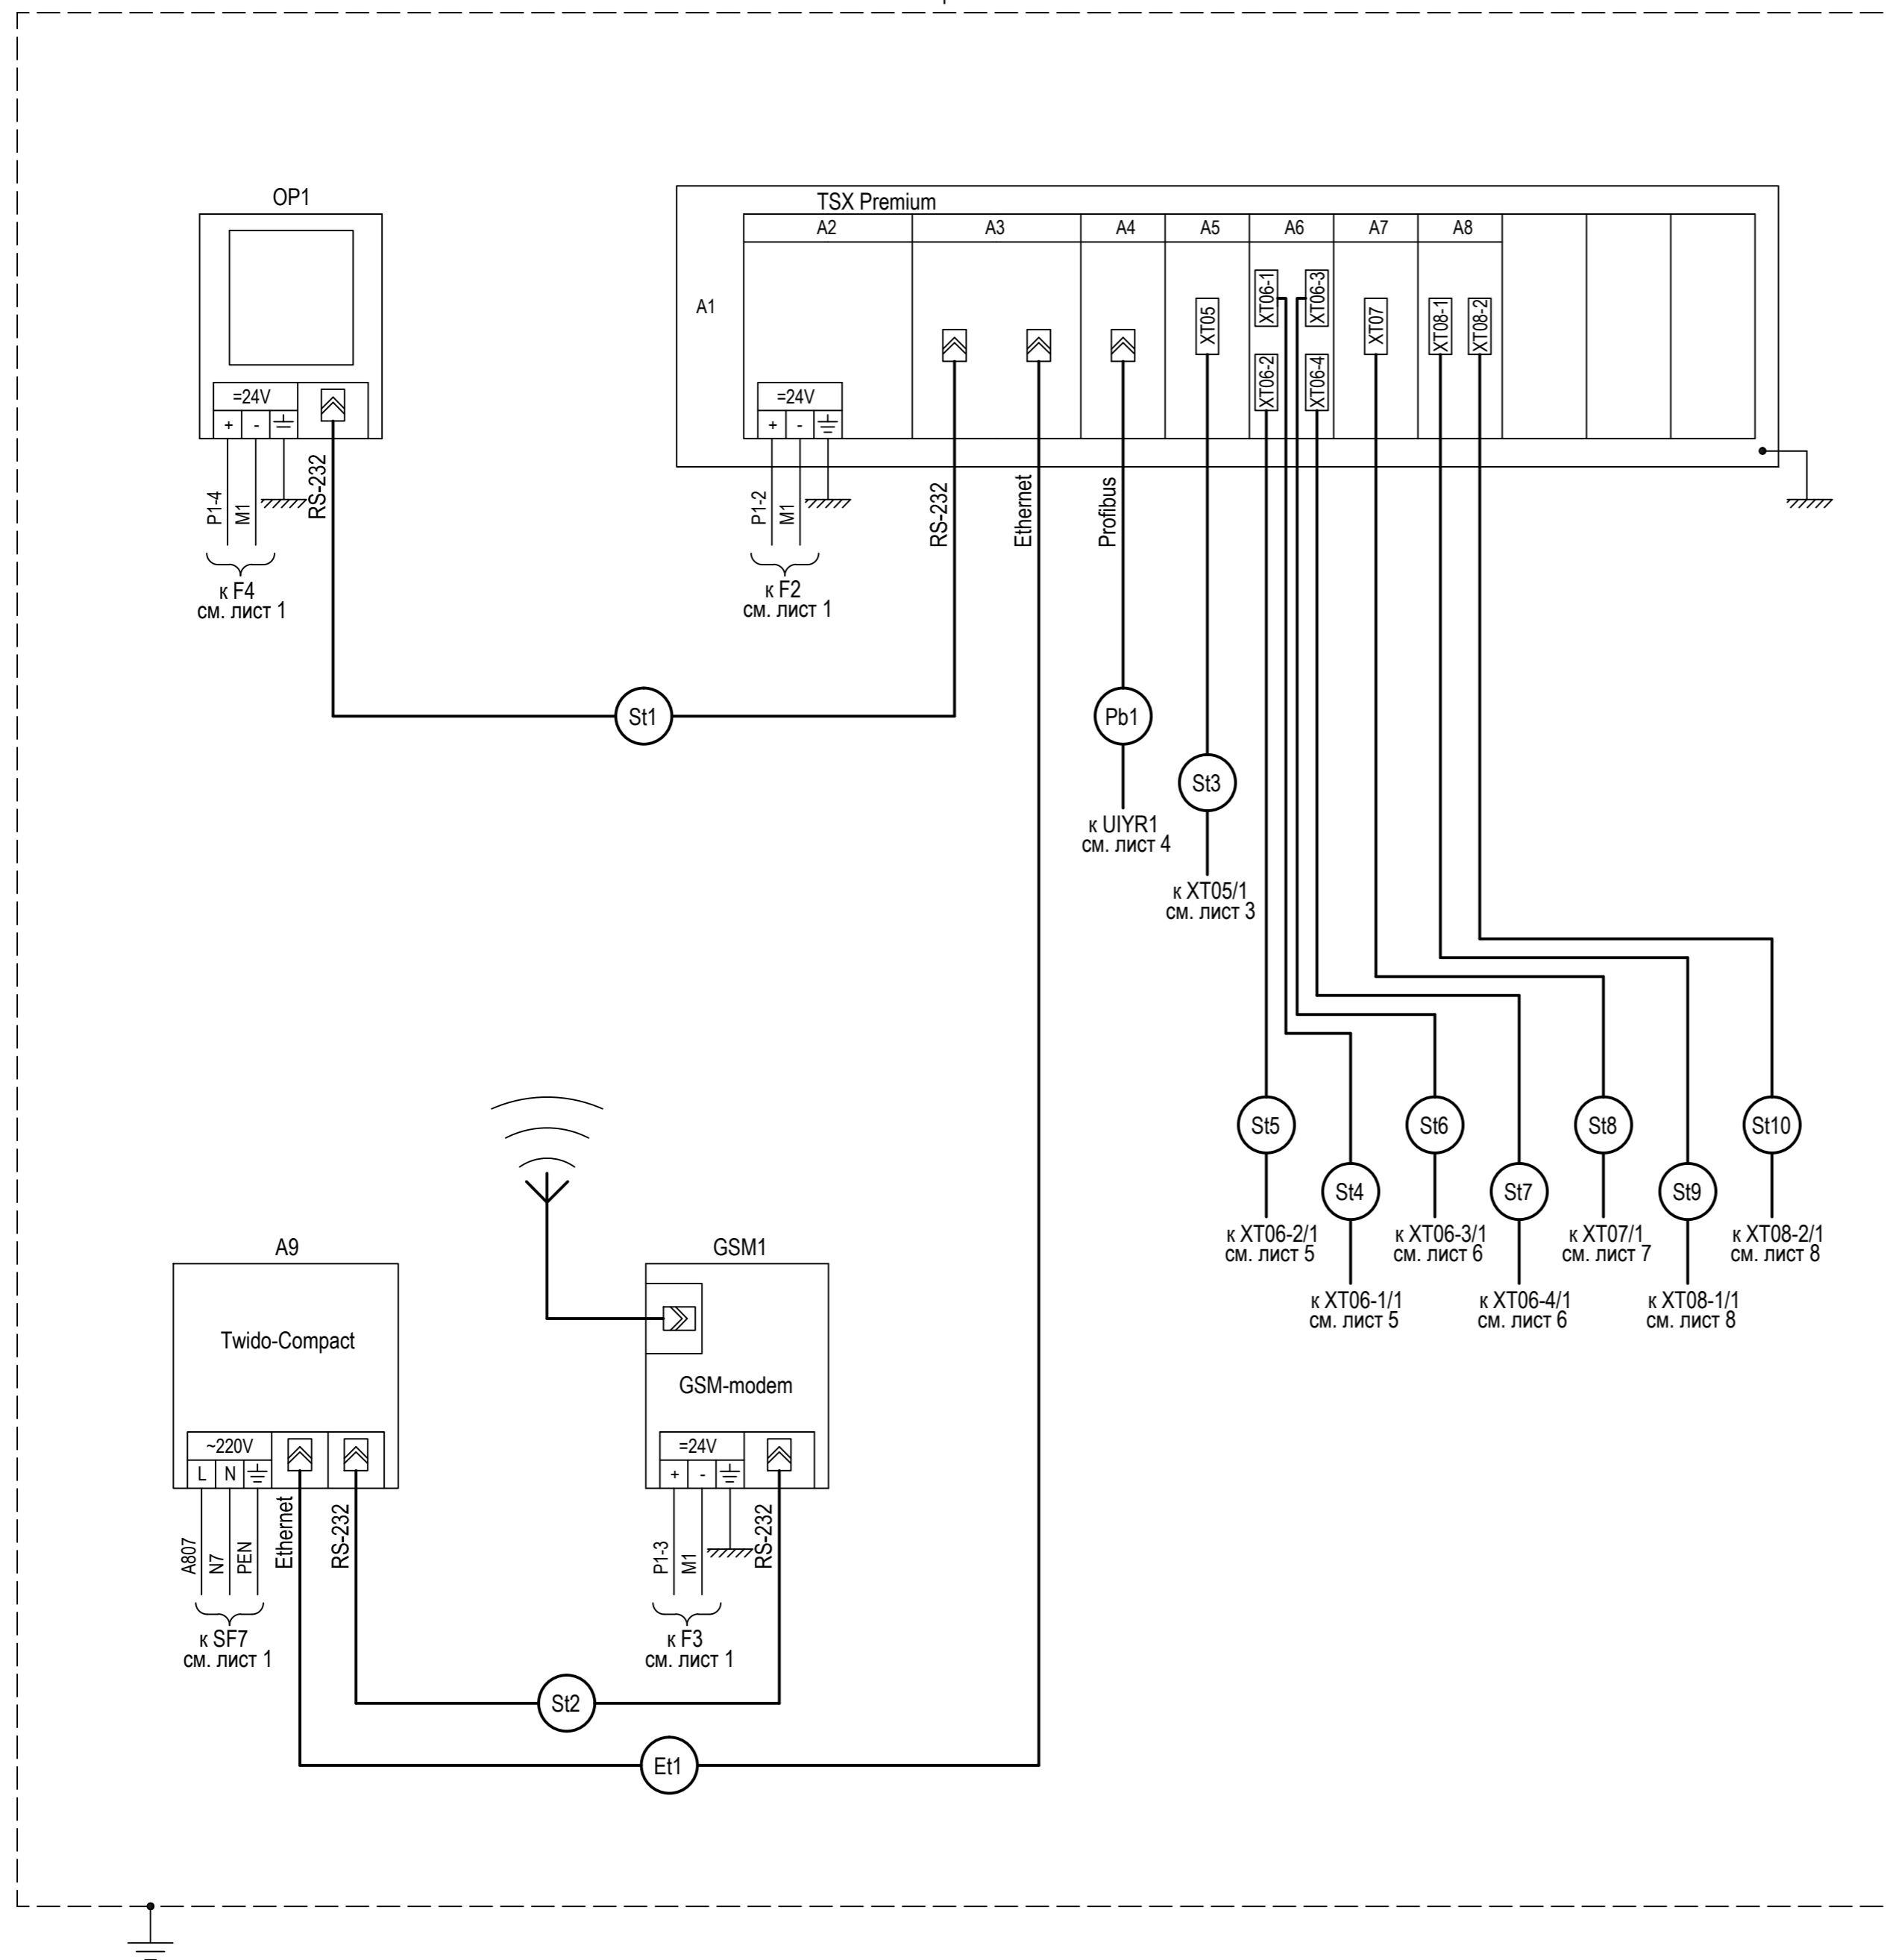 OP1
=24V
+ -
P1-4
M1
RS-232
к F4
см. лист 1
TSX Premium
A1
A2 A3 A4 A5 A6 A7 A8
XT05
XT06-1
XT06-2
XT06-3
XT06-4
XT07
XT08-1
XT08-2
=24V
+ -
P1-2
M1
к F2
см. лист 1
RS-232
Ethernet
Profibus
St1
Pb1
к UIYR1
см. лист 4
St3
к XT05/1
см. лист 3
St5
St6
St8
St10
St4
St7
St9
к XT06-2/1
см. лист 5
к XT06-3/1
см. лист 6
к XT07/1
см. лист 7
к XT08-2/1
см. лист 8
к XT06-1/1
см. лист 5
к XT06-4/1
см. лист 6
к XT08-1/1
см. лист 8
A9
Twido-Compact
~220V
L N
A807
N7
PEN
Ethernet
RS-232
к SF7
см. лист 1
GSM1
GSM-modem
=24V
+ -
P1-3
M1
RS-232
к F3
см. лист 1
St2
Et1